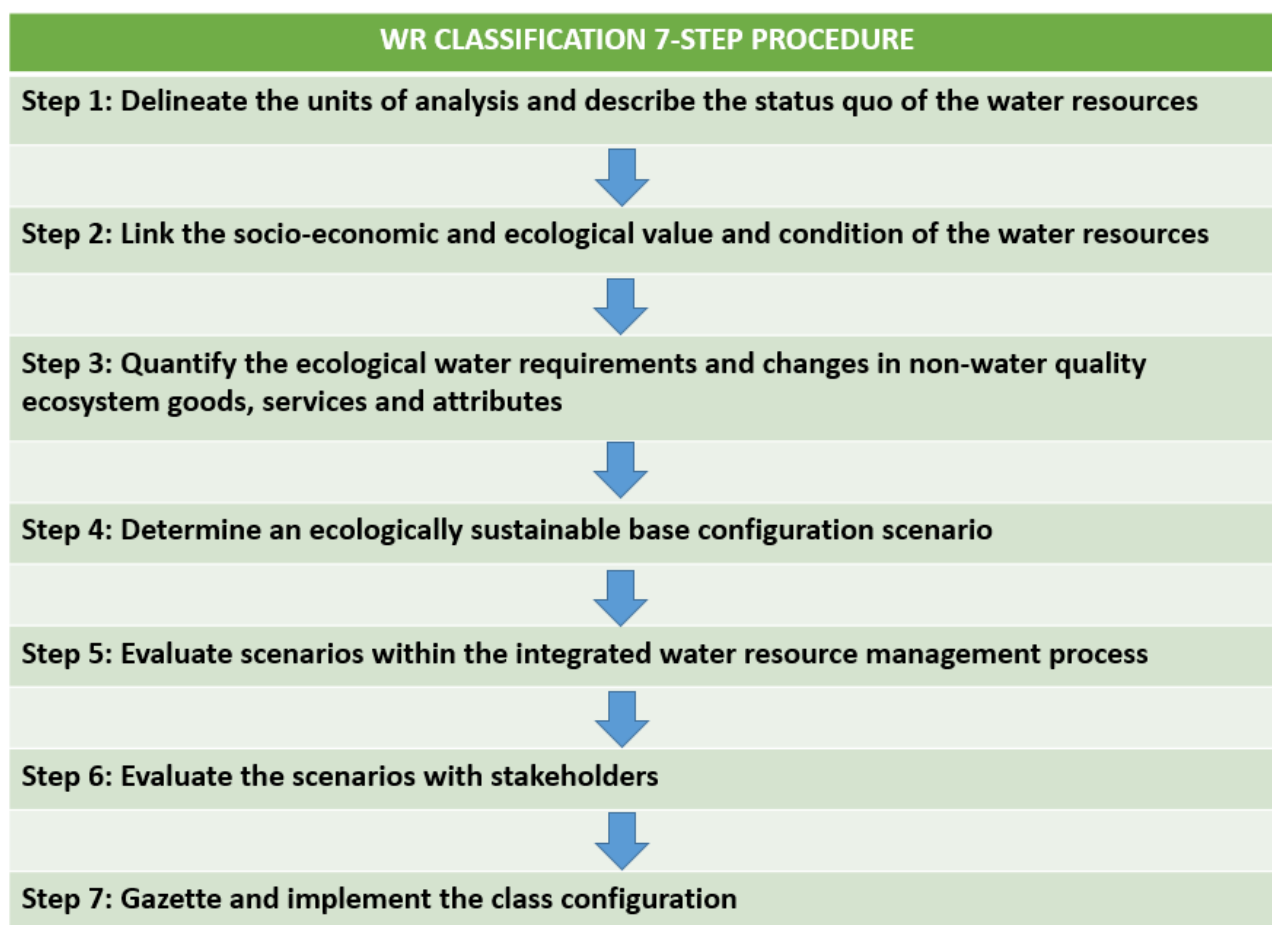 WR CLASSIFICATION 7-STEP PROCEDURE
Step 1: Delineate the units of analysis and describe the status quo of the water resources
Step 2: Link the socio-economic and ecological value and condition of the water resources
Step 3: Quantify the ecological water requirements and changes in non-water quality
ecosystem goods, services and attributes
Step 4: Determine an ecologically sustainable base configuration scenario
Step 5: Evaluate scenarios within the integrated water resource management process
Step 6: Evaluate the scenarios with stakeholders
Step 7: Gazette and implement the class configuration